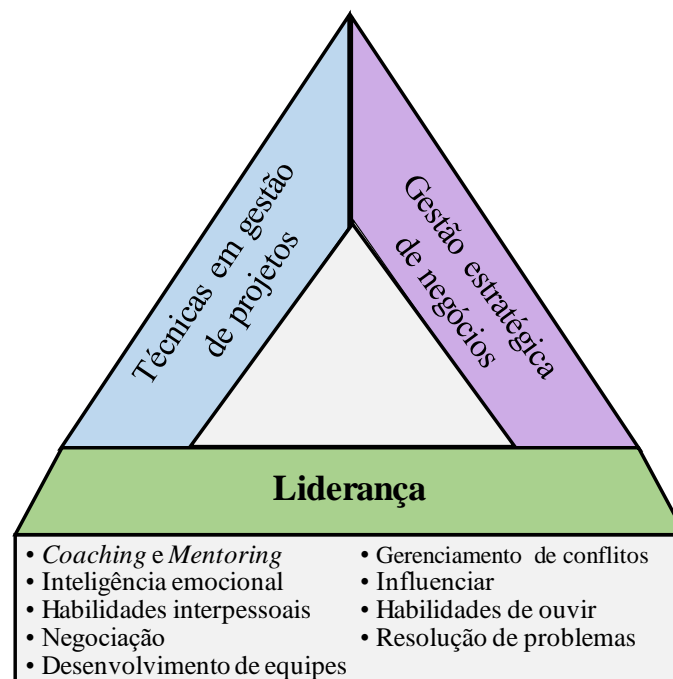 Técnicas em gestão
de projetos
Gestão estratégica
de negócios
Liderança
• Coaching e Mentoring
• Inteligência emocional
• Habilidades interpessoais
• Negociação
• Desenvolvimento de equipes
• Gerenciamento de conflitos
• Influenciar
• Habilidades de ouvir
• Resolução de problemas